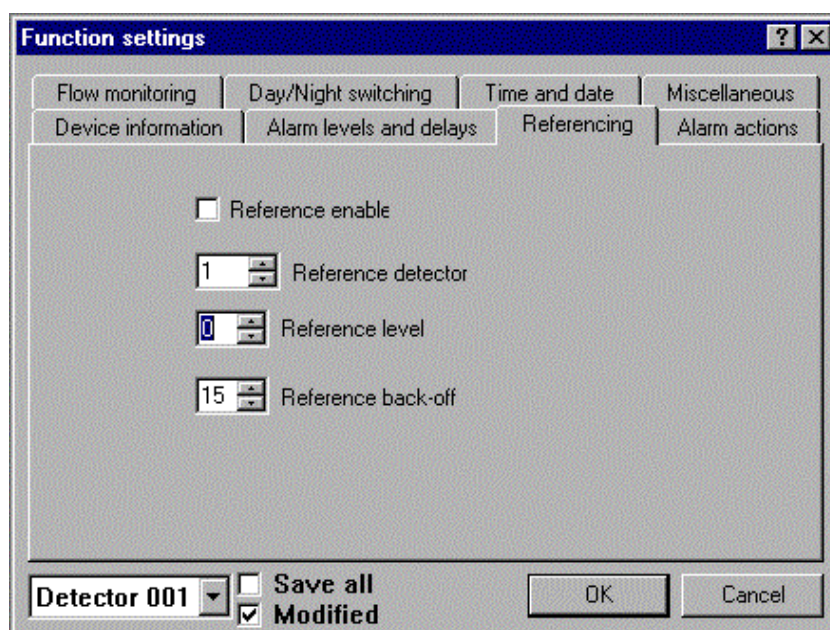 Function settings
Flow monitoring Day/Night switching Time and date Miscellaneous
Device information Alarm levels and delays Referencing Alarm actions
Reference enable
1 Reference detector
0 Reference level
15 Reference back-off
Detector 001 Save all
Modified
OK Cancel